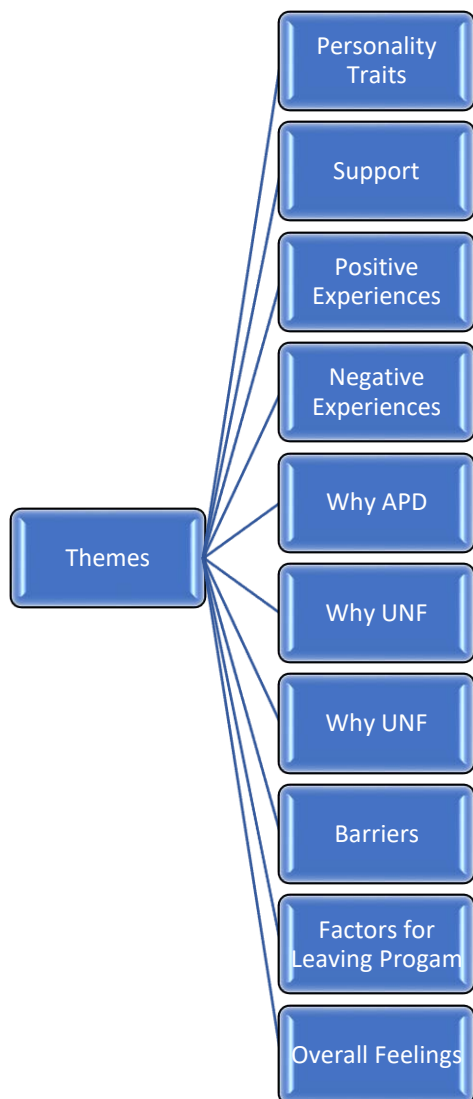 Personality
Traits
Support
Positive
Experiences
Negative
Experiences
Why APD
Themes
Why UNF
Why UNF
Barriers
Factors for
Leaving Progam
Overall Feelings